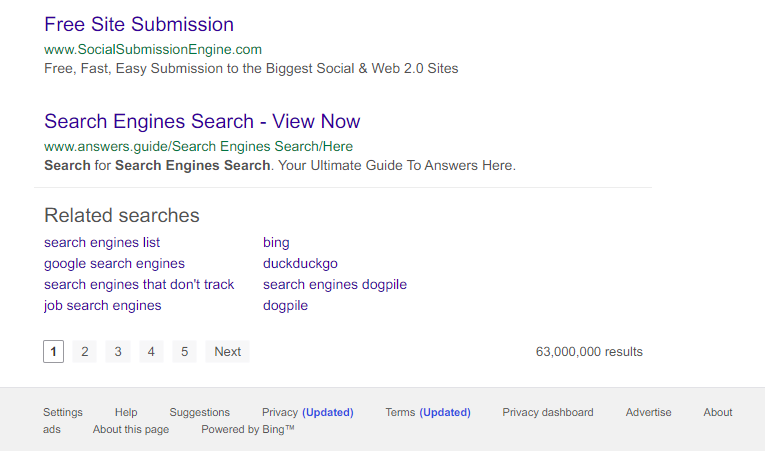 Free Site Submission
www.SocialSubmissionEngine.com
Free, Fast, Easy Submission to the Biggest Social & Web 2.0 Sites
Search Engines Search - View Now
www.answers.guide/Search Engines Search/Here
Search for Search Engines Search. Your Ultimate Guide To Answers Here.
Related searches
search engines list bing
google search engines duckduckgo
search engines that don't track search engines dogpile
job search engines dogpile
1 2 3 4 5 Next 63,000,000 results
Settings Help Suggestions Privacy (Updated) Terms (Updated) Privacy dashboard Advertise About
ads About this page Powered by Bing™